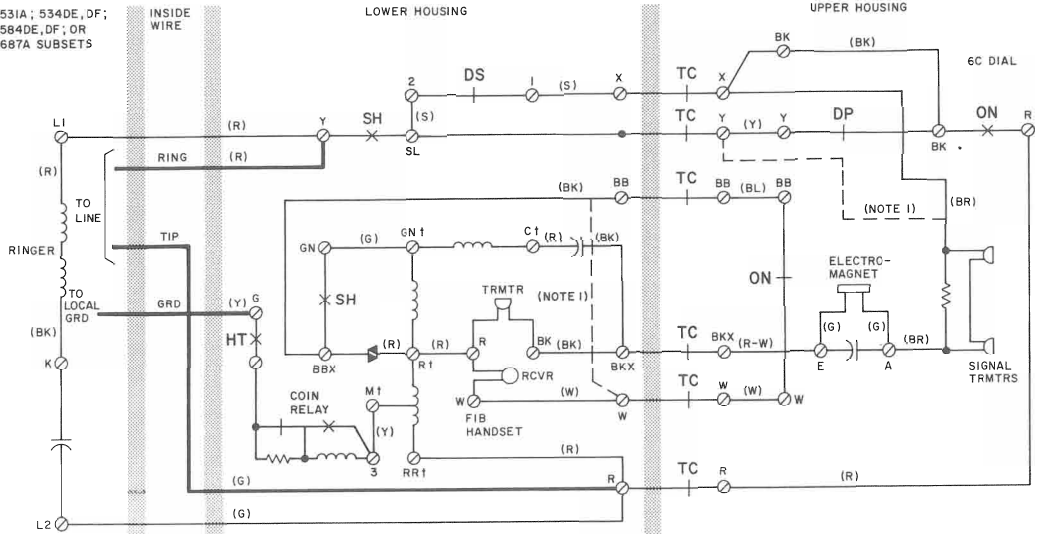 531A; 534DE, DF;
584DE, DF; OR
687A SUBSETS
INSIDE
WIRE
LOWER HOUSING
UPPER HOUSING
BK
(BK)
6C DIAL
2
DS
1
(S)
X
TC
X
(S)
L1
(R)
Y
SH
SL
TC
Y
(Y)
Y
DP
BK
ON
R
(R)
RING
(R)
TO
LINE
(BK)
BB
TC
BB
(BL)
BB
(NOTE 1)
(BR)
TIP
RINGER
GN
(G)
GN†
C†
(R)
(BK)
ON
ELECTRO-
MAGNET
TO
LOCAL
GRD
GRD
(Y)
G
SH
TRMTR
(NOTE 1)
(BK)
HT
(G)
(G)
K
BBX
(R)
R†
(R)
R
BK
(BK)
BKX
TC
BKX
(R-W)
E
A
(BR)
SIGNAL
TRMTRS
RCVR
COIN
RELAY
M†
W
FIB
HANDSET
(W)
W
TC
W
(W)
W
(Y)
3
RR†
(R)
(G)
R
TC
R
(R)
L2
(G)